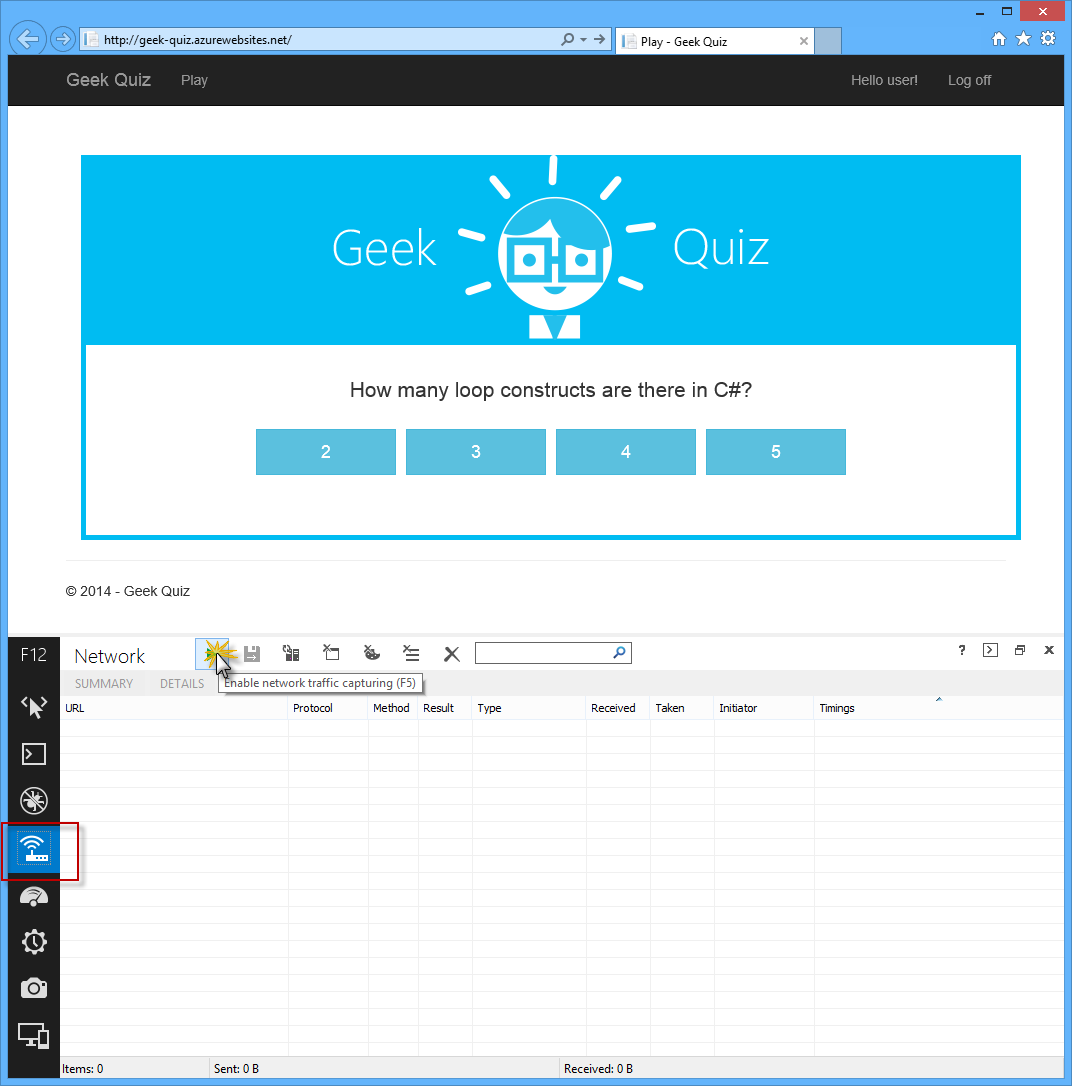 http://geek-quiz.azurewebsites.net/
Play - Geek Quiz
Geek Quiz Play Hello user! Log off
Geek Quiz
How many loop constructs are there in C#?
2 3 4 5
© 2014 - Geek Quiz
F12 Network ?
SUMMARY DETAILS
Enable network traffic capturing (F5)
URL Protocol Method Result Type Received Taken Initiator Timings
Items: 0 Sent: 0 B Received: 0 B